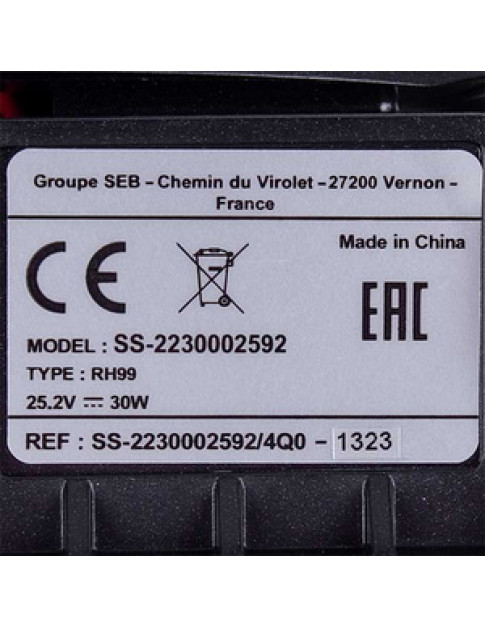 Groupe SEB – Chemin du Virolet – 27200 Vernon –
France
Made in China
CE
EAC
MODEL : SS-2230002592
TYPE : RH99
25.2V ⎓ 30W
REF : SS-2230002592/4Q0 – 1323